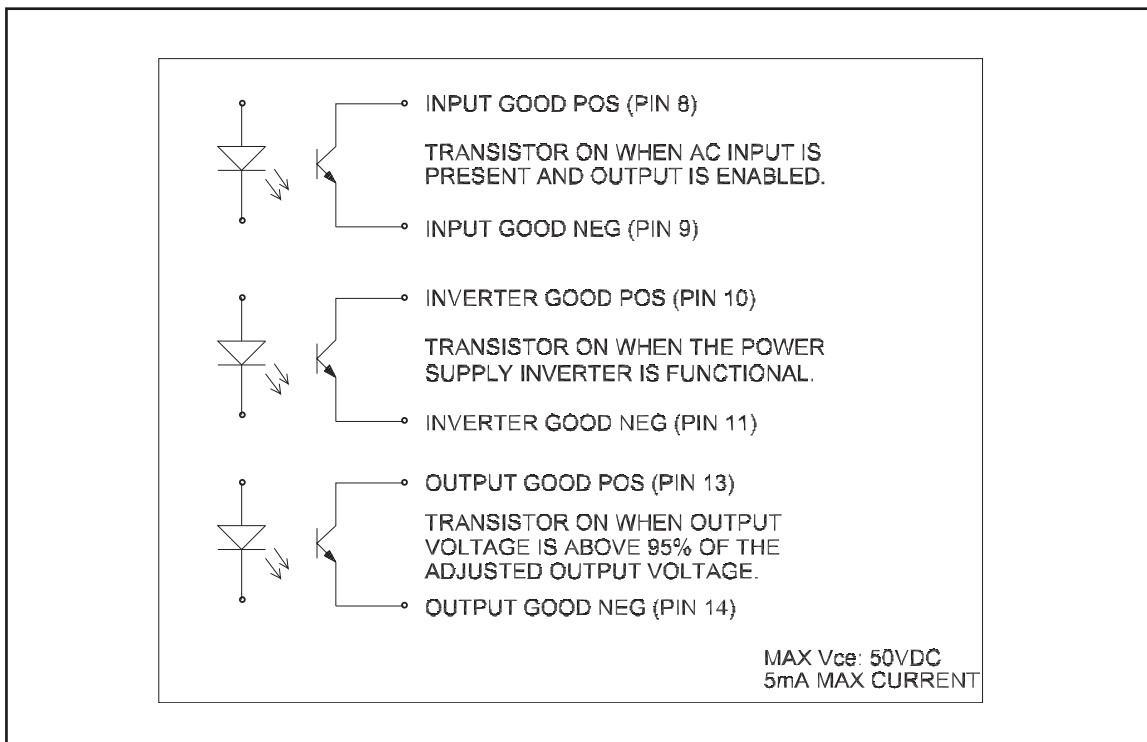 INPUT GOOD POS (PIN 8)
TRANSISTOR ON WHEN AC INPUT IS
PRESENT AND OUTPUT IS ENABLED.
INPUT GOOD NEG (PIN 9)
INVERTER GOOD POS (PIN 10)
TRANSISTOR ON WHEN THE POWER
SUPPLY INVERTER IS FUNCTIONAL.
INVERTER GOOD NEG (PIN 11)
OUTPUT GOOD POS (PIN 13)
TRANSISTOR ON WHEN OUTPUT
VOLTAGE IS ABOVE 95% OF THE
ADJUSTED OUTPUT VOLTAGE.
OUTPUT GOOD NEG (PIN 14)
MAX Vce: 50VDC
5mA MAX CURRENT